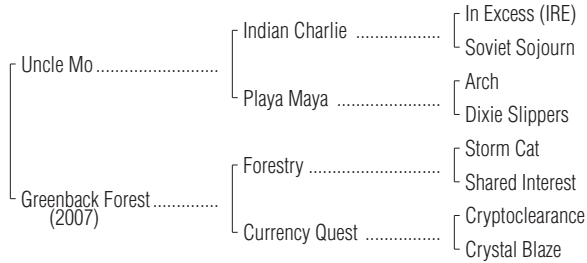 In Excess (IRE)
Indian Charlie ..................
Soviet Sojourn
Uncle Mo ......................
Arch
Playa Maya .....................
Dixie Slippers
Storm Cat
Forestry .........................
Shared Interest
Greenback Forest ............
(2007)
Cryptoclearance
Currency Quest ................
Crystal Blaze